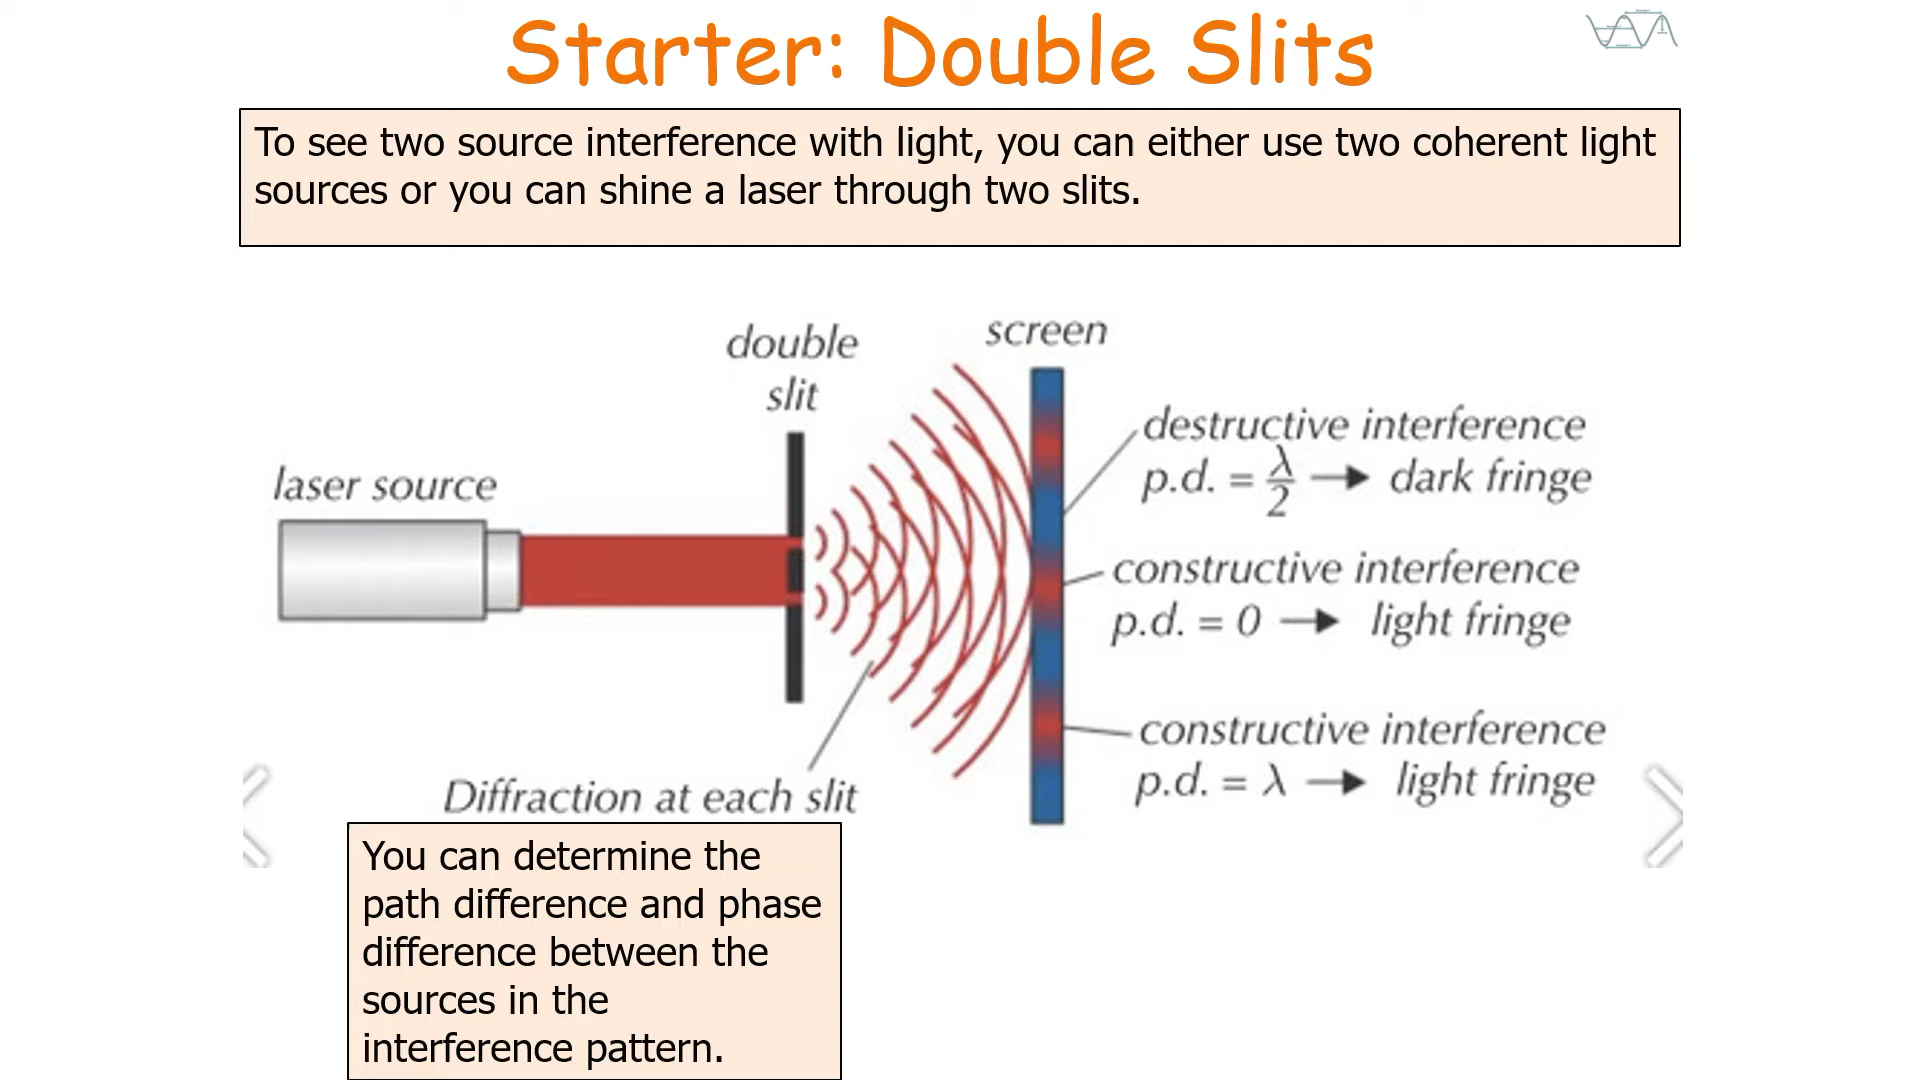 Starter: Double Slits
To see two source interference with light, you can either use two coherent light
sources or you can shine a laser through two slits.
double
slit
screen
laser source
destructive interference
p.d. = λ/2 → dark fringe
constructive interference
p.d. = 0 → light fringe
constructive interference
p.d. = λ → light fringe
Diffraction at each slit
You can determine the
path difference and phase
difference between the
sources in the
interference pattern.